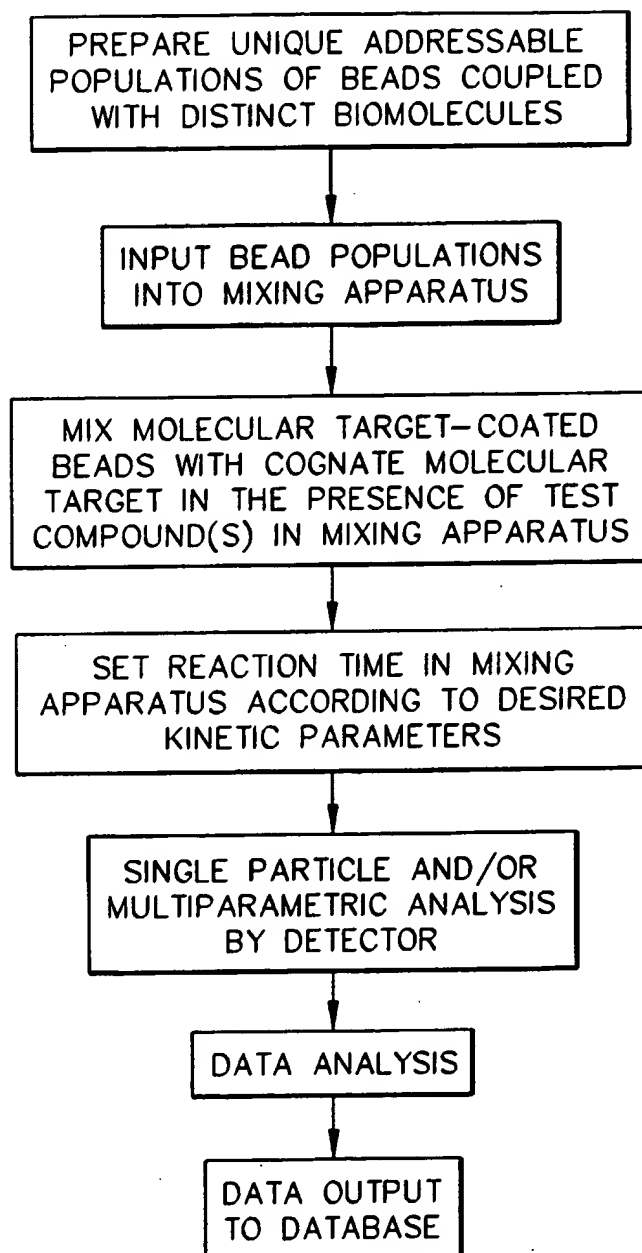 PREPARE UNIQUE ADDRESSABLE
POPULATIONS OF BEADS COUPLED
WITH DISTINCT BIOMOLECULES
INPUT BEAD POPULATIONS
INTO MIXING APPARATUS
MIX MOLECULAR TARGET-COATED
BEADS WITH COGNATE MOLECULAR
TARGET IN THE PRESENCE OF TEST
COMPOUND(S) IN MIXING APPARATUS
SET REACTION TIME IN MIXING
APPARATUS ACCORDING TO DESIRED
KINETIC PARAMETERS
SINGLE PARTICLE AND/OR
MULTIPARAMETRIC ANALYSIS
BY DETECTOR
DATA ANALYSIS
DATA OUTPUT
TO DATABASE